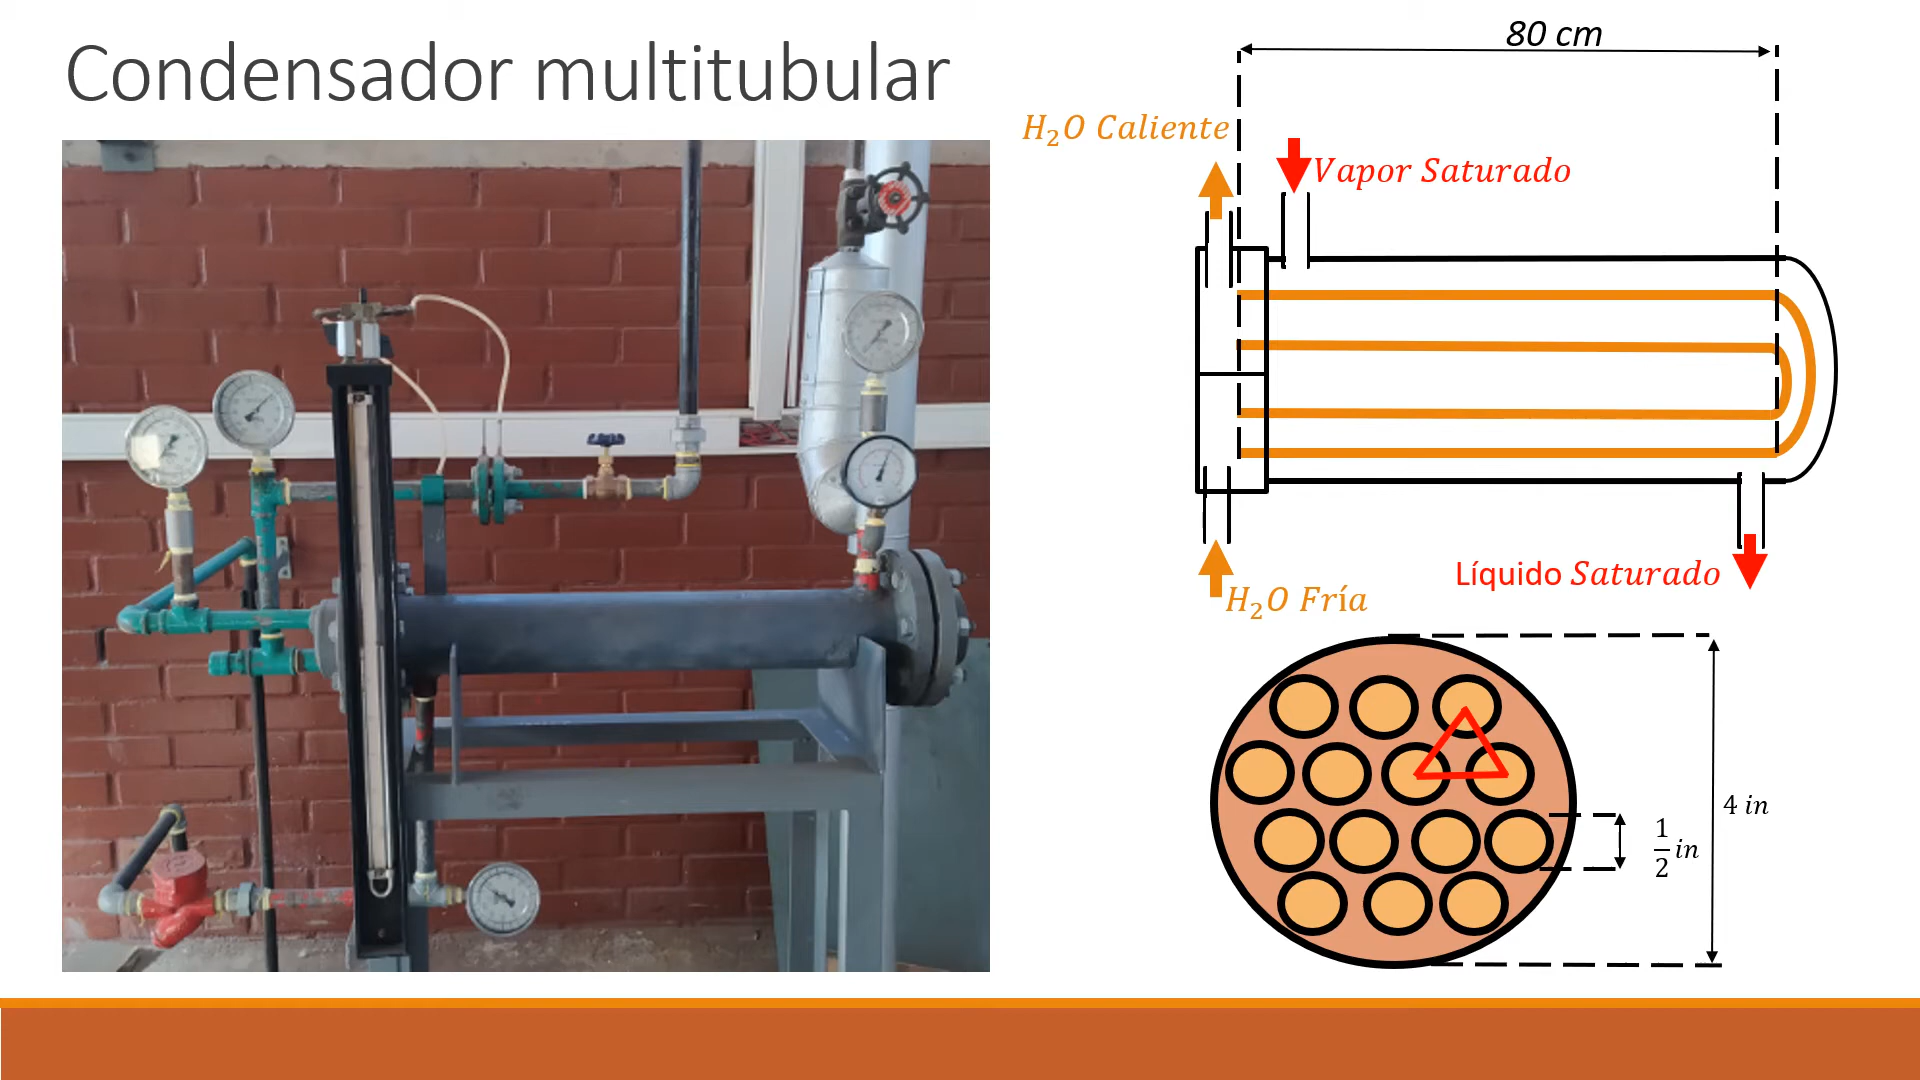 Condensador multitubular
80 cm
H₂O Caliente
Vapor Saturado
Líquido Saturado
H₂O Fría
4 in
1/2 in